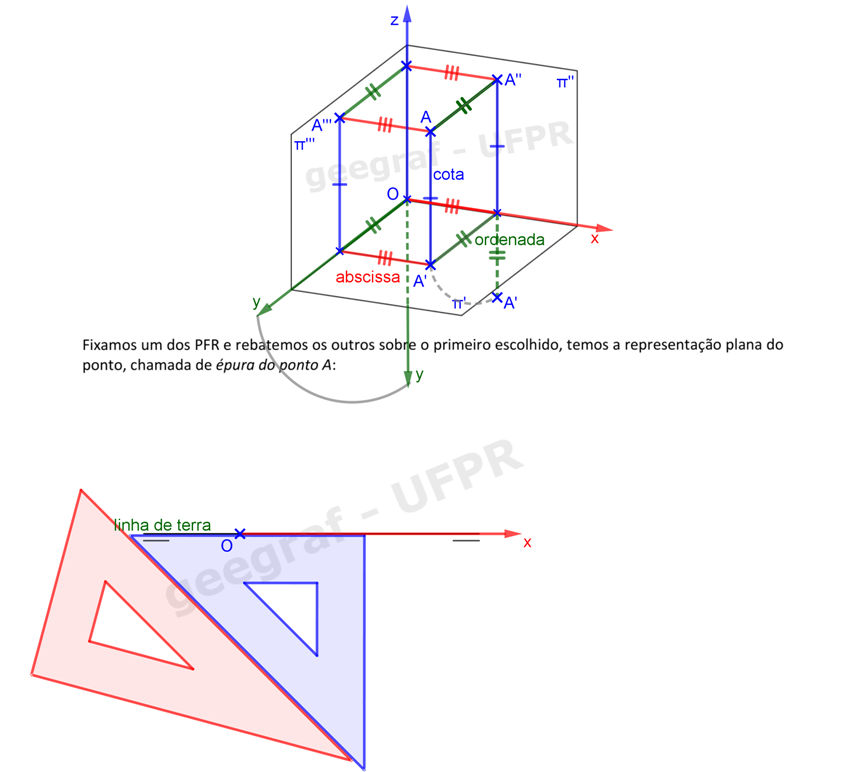 z
A''
π''
A
A'''
π'''
geegraf - UFPR
cota
O
x
ordenada
abscissa
A'
y
π'
A'
Fixamos um dos PFR e rebatemos os outros sobre o primeiro escolhido, temos a representação plana do
ponto, chamada de épura do ponto A:
y
geegraf - UFPR
linha de terra
O
x